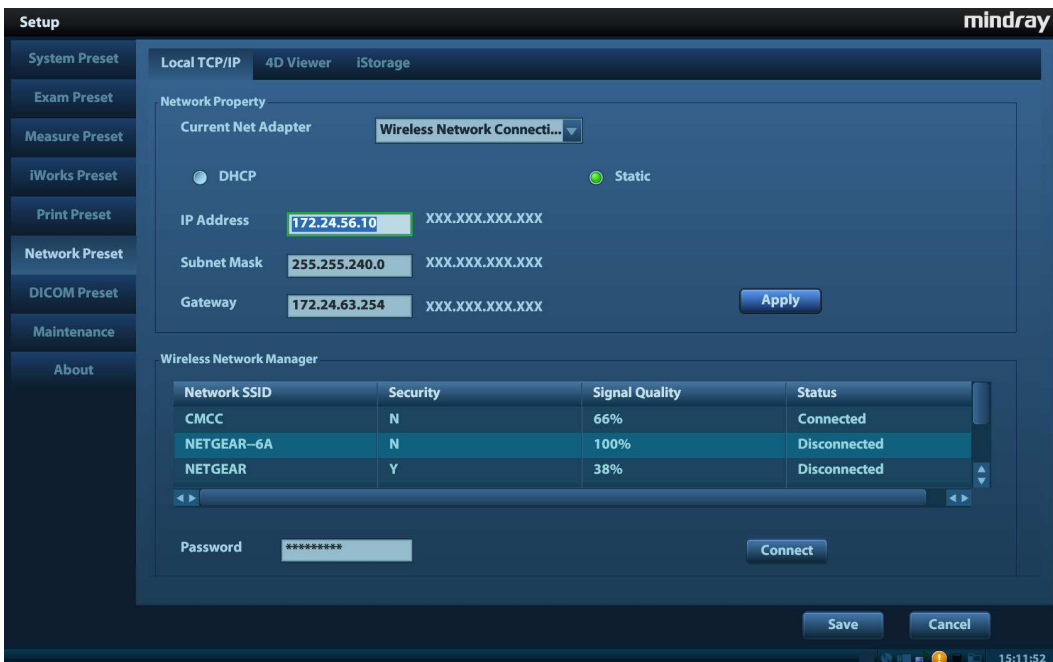 Setup
mindray
System Preset
Exam Preset
Measure Preset
iWorks Preset
Print Preset
Network Preset
DICOM Preset
Maintenance
About
Local TCP/IP 4D Viewer iStorage
Network Property
Current Net Adapter Wireless Network Connecti...
DHCP Static
IP Address 172.24.56.10 XXX.XXX.XXX.XXX
Subnet Mask 255.255.240.0 XXX.XXX.XXX.XXX
Gateway 172.24.63.254 XXX.XXX.XXX.XXX
Apply
Wireless Network Manager
Network SSID Security Signal Quality Status
CMCC N 66% Connected
NETGEAR–6A N 100% Disconnected
NETGEAR Y 38% Disconnected
Password *********
Connect
Save Cancel
15:11:52